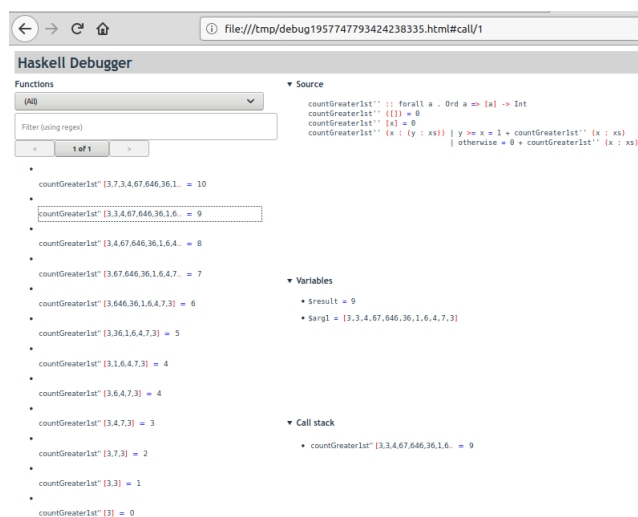 file:///tmp/debug1957747793424238335.html#call/1
Haskell Debugger
Functions
(All)
Filter (using regex)
< 1 of 1 >
countGreater1st'' [3,7,3,4,67,646,36,1.. = 10
countGreater1st'' [3,3,4,67,646,36,1,6.. = 9
countGreater1st'' [3,4,67,646,36,1,6,4.. = 8
countGreater1st'' [3,67,646,36,1,6,4,7.. = 7
countGreater1st'' [3,646,36,1,6,4,7,3] = 6
countGreater1st'' [3,36,1,6,4,7,3] = 5
countGreater1st'' [3,1,6,4,7,3] = 4
countGreater1st'' [3,6,4,7,3] = 4
countGreater1st'' [3,4,7,3] = 3
countGreater1st'' [3,7,3] = 2
countGreater1st'' [3,3] = 1
countGreater1st'' [3] = 0
▾ Source
countGreater1st'' :: forall a . Ord a => [a] -> Int
countGreater1st'' ([]) = 0
countGreater1st'' [x] = 0
countGreater1st'' (x : (y : xs)) | y >= x = 1 + countGreater1st'' (x : xs)
| otherwise = 0 + countGreater1st'' (x : xs)
▾ Variables
• $result = 9
• $arg1 = [3,3,4,67,646,36,1,6,4,7,3]
▾ Call stack
• countGreater1st'' [3,3,4,67,646,36,1,6.. = 9